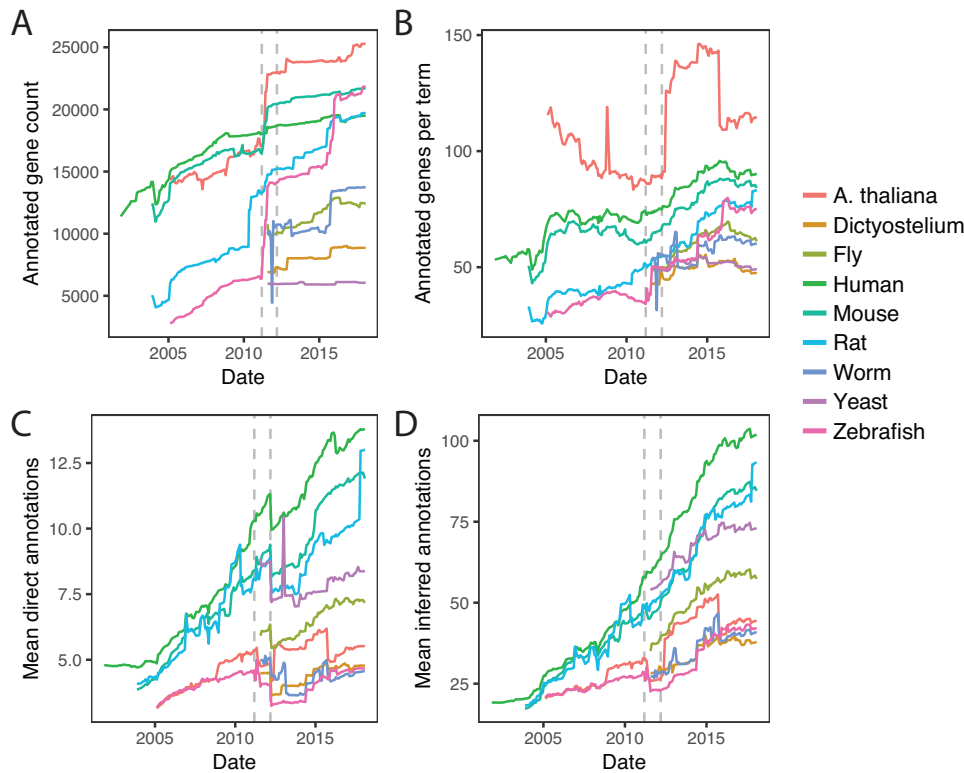 A
Annotated gene count
25000
20000
15000
10000
5000
2005 2010 2015
Date
B
Annotated genes per term
150
100
50
2005 2010 2015
Date
C
Mean direct annotations
12.5
10.0
7.5
5.0
2005 2010 2015
Date
D
Mean inferred annotations
100
75
50
25
2005 2010 2015
Date
A. thaliana
Dictyostelium
Fly
Human
Mouse
Rat
Worm
Yeast
Zebrafish